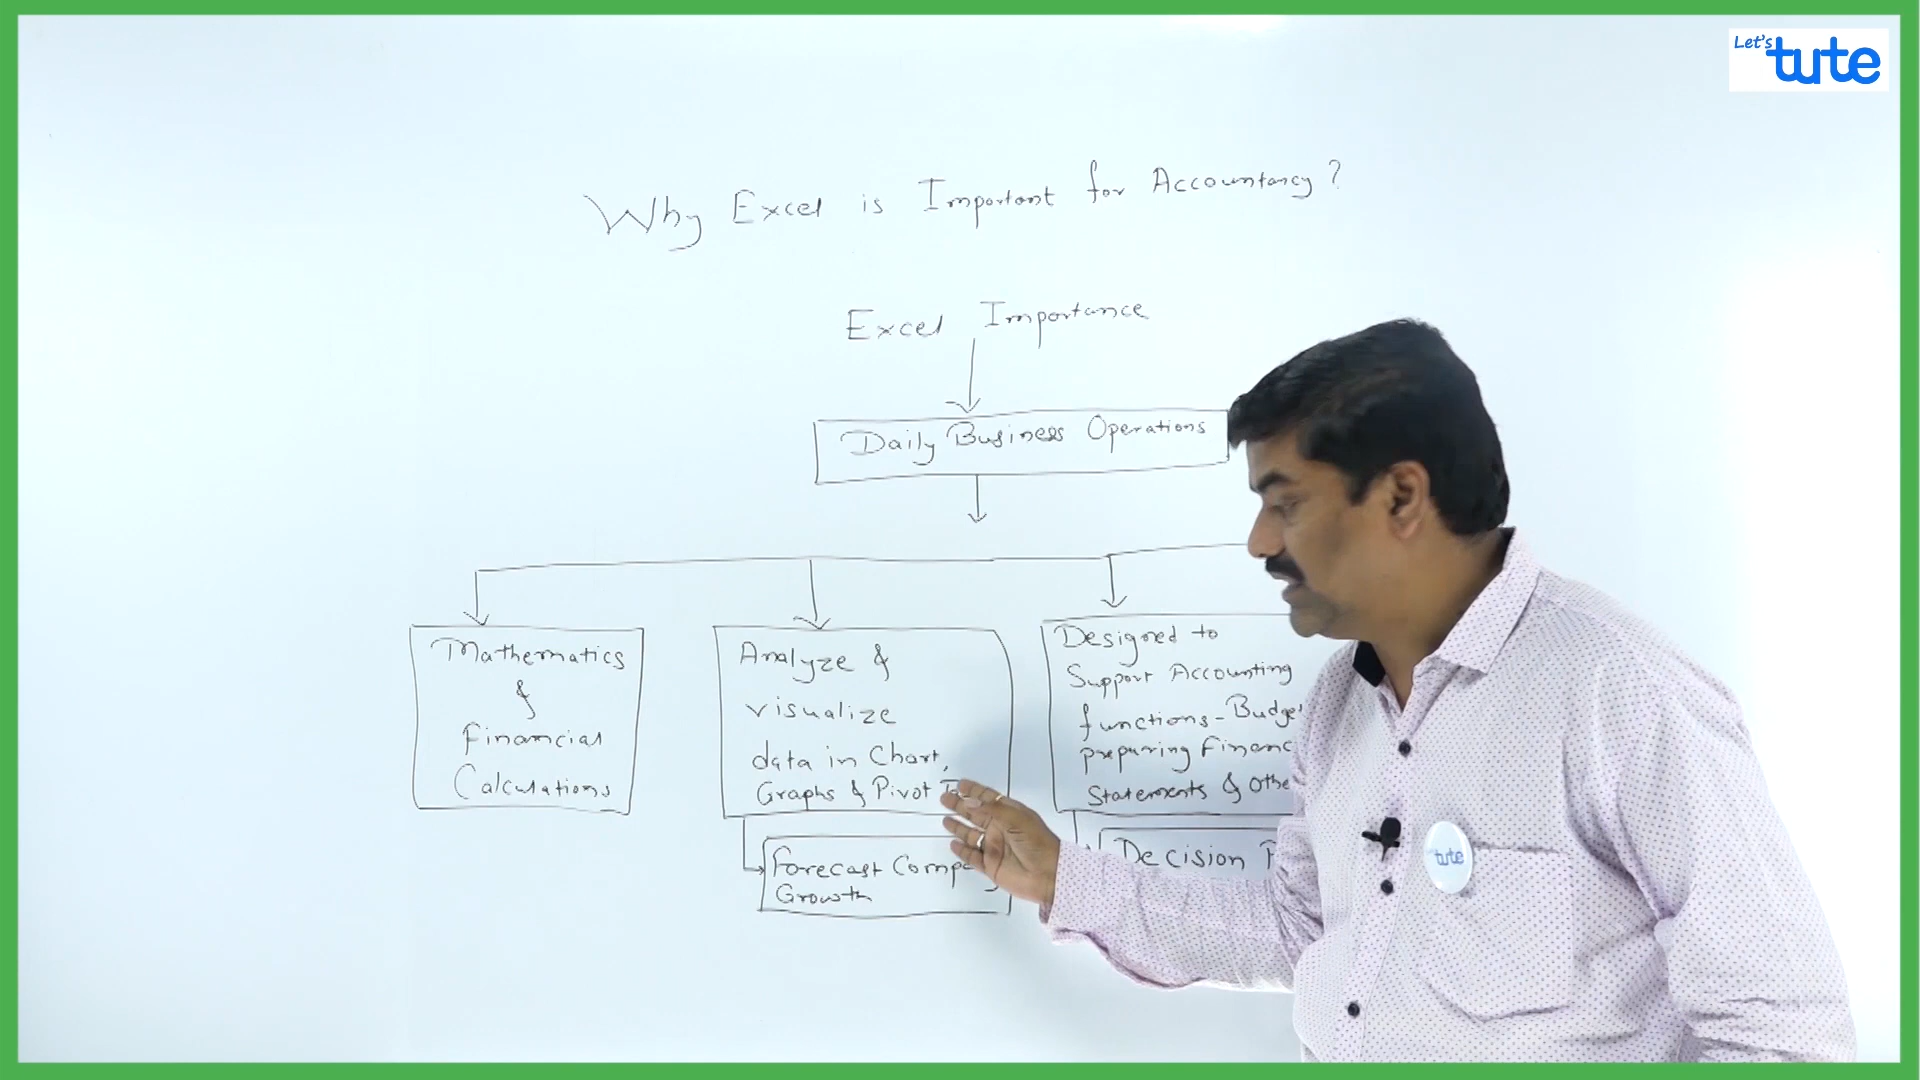 Let's
tute
Why Excel is Important for Accountancy?
Excel Importance
Daily Business Operations
Mathematics
&
Financial
Calculations
Analyze &
visualize
data in Chart,
Graphs & Pivot
Forecast
Growth
Designed to
Support Accounting
functions -
preparing
Statements &
Decision
tute